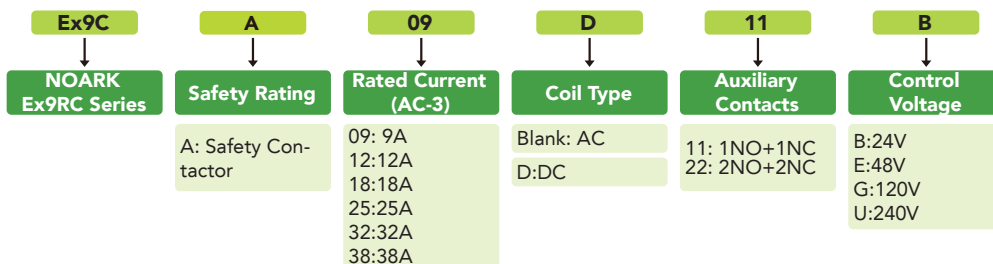 Ex9C
A
09
D
11
B
NOARK
Ex9RC Series
Safety Rating
Rated Current
(AC-3)
Coil Type
Auxiliary
Contacts
Control
Voltage
A: Safety Con-
tactor
09: 9A
12:12A
18:18A
25:25A
32:32A
38:38A
Blank: AC
D:DC
11: 1NO+1NC
22: 2NO+2NC
B:24V
E:48V
G:120V
U:240V